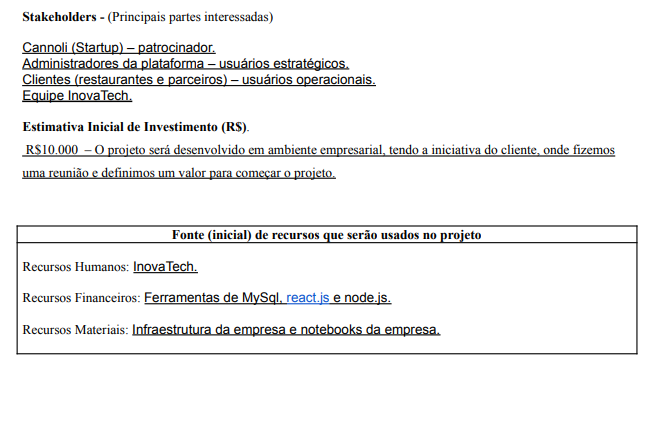 Stakeholders - (Principais partes interessadas)
Cannoli (Startup) – patrocinador.
Administradores da plataforma – usuários estratégicos.
Clientes (restaurantes e parceiros) – usuários operacionais.
Equipe InovaTech.
Estimativa Inicial de Investimento (R$).
R$10.000 – O projeto será desenvolvido em ambiente empresarial, tendo a iniciativa do cliente, onde fizemos
uma reunião e definimos um valor para começar o projeto.
Fonte (inicial) de recursos que serão usados no projeto
Recursos Humanos: InovaTech.
Recursos Financeiros: Ferramentas de MySql, react.js e node.js.
Recursos Materiais: Infraestrutura da empresa e notebooks da empresa.